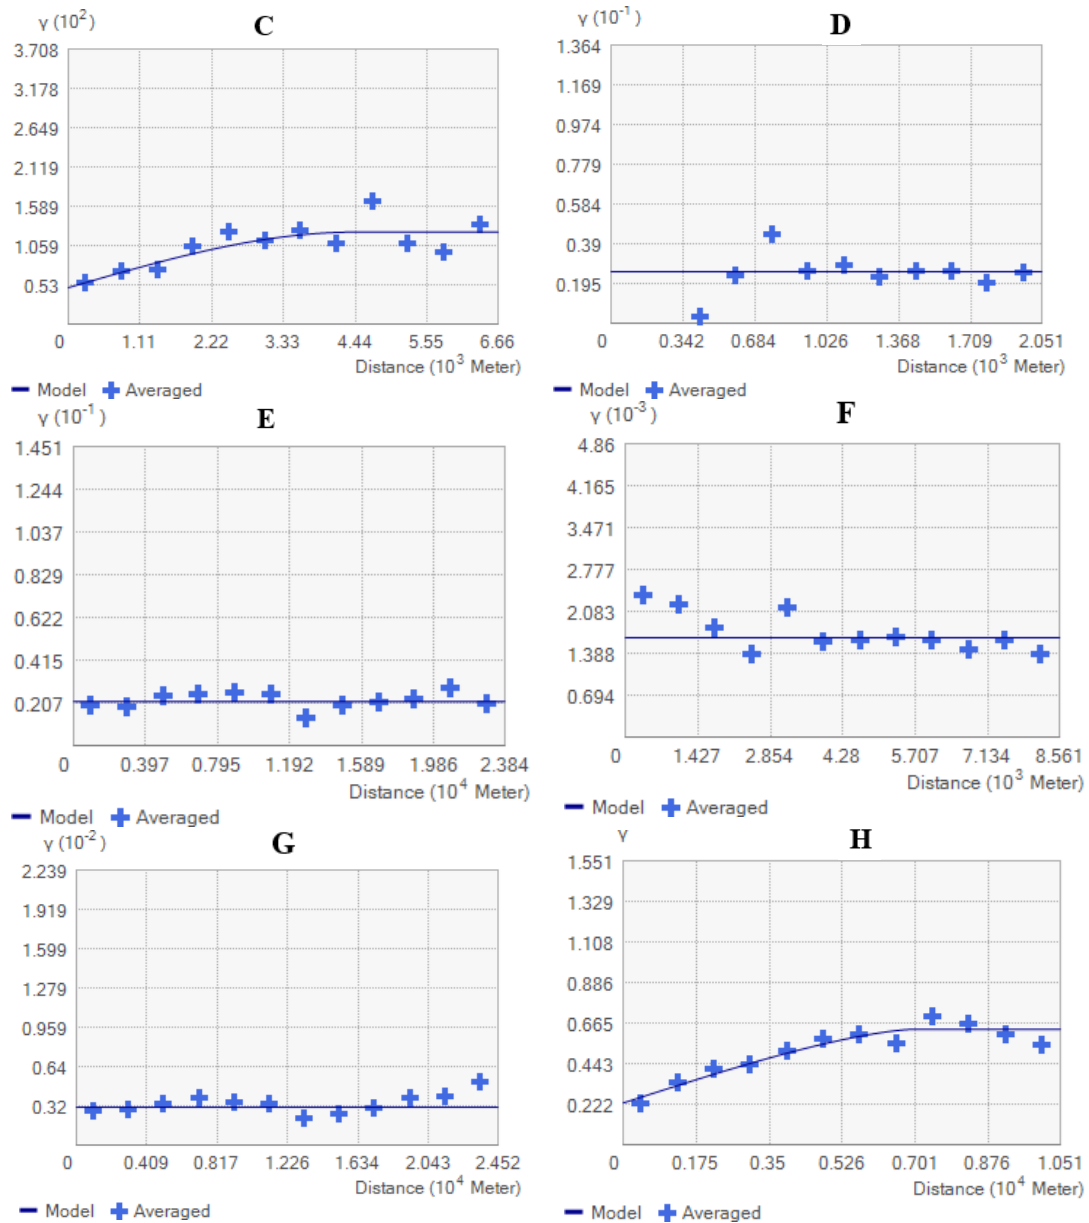 γ (10²)
C
3.708
3.178
2.649
2.119
1.589
1.059
0.53
0 1.11 2.22 3.33 4.44 5.55 6.66
Distance (10³ Meter)
Model Averaged
γ (10⁻¹)
D
1.364
1.169
0.974
0.779
0.584
0.39
0.195
0 0.342 0.684 1.026 1.368 1.709 2.051
Distance (10³ Meter)
Model Averaged
γ (10⁻¹)
E
1.451
1.244
1.037
0.829
0.622
0.415
0.207
0 0.397 0.795 1.192 1.589 1.986 2.384
Distance (10⁴ Meter)
Model Averaged
γ (10⁻³)
F
4.86
4.165
3.471
2.777
2.083
1.388
0.694
0 1.427 2.854 4.28 5.707 7.134 8.561
Distance (10³ Meter)
Model Averaged
γ (10⁻²)
G
2.239
1.919
1.599
1.279
0.959
0.64
0.32
0 0.409 0.817 1.226 1.634 2.043 2.452
Distance (10⁴ Meter)
Model Averaged
γ
H
1.551
1.329
1.108
0.886
0.665
0.443
0.222
0 0.175 0.35 0.526 0.701 0.876 1.051
Distance (10⁴ Meter)
Model Averaged